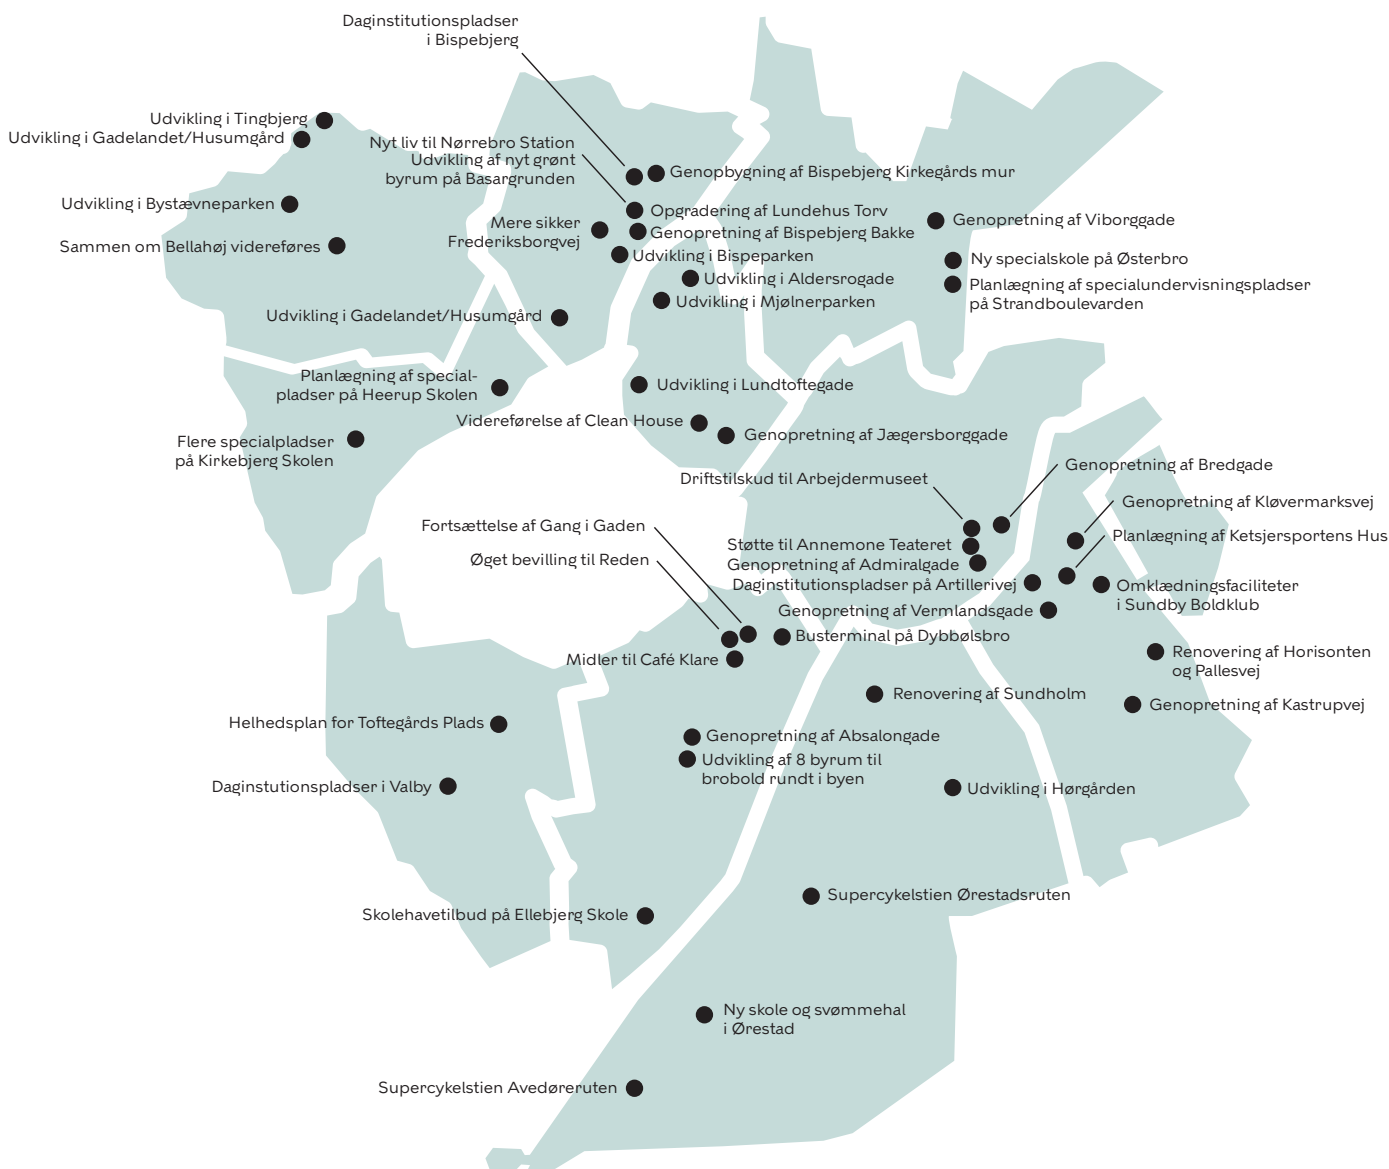 Daginstitutionspladser
i Bispebjerg
Udvikling i Tingbjerg
Udvikling i Gadelandet/Husumgård
Nyt liv til Nørrebro Station
Udvikling af nyt grønt
byrum på Basargrunden
Genopbygning af Bispebjerg Kirkegårds mur
Udvikling i Bystævneparken
Opgradering af Lundehus Torv
Mere sikker
Frederiksborgvej
Genopretning af Viborggade
Genopretning af Bispebjerg Bakke
Sammen om Bellahøj videreføres
Udvikling i Bispeparken
Ny specialskole på Østerbro
Udvikling i Aldersrogade
Planlægning af specialundervisningspladser
på Strandboulevarden
Udvikling i Mjølnerparken
Udvikling i Gadelandet/Husumgård
Planlægning af special-
pladser på Heerup Skolen
Udvikling i Lundtoftegade
Videreførelse af Clean House
Genopretning af Jægersborggade
Flere specialpladser
på Kirkebjerg Skolen
Genopretning af Bredgade
Driftstilskud til Arbejdermuseet
Genopretning af Kløvermarksvej
Fortsættelse af Gang i Gaden
Planlægning af Ketsjersportens Hus
Støtte til Annemone Teateret
Øget bevilling til Reden
Genopretning af Admiralgade
Daginstitutionspladser på Artillerivej
Omklædningsfaciliteter
i Sundby Boldklub
Genopretning af Vermlandsgade
Busterminal på Dybbølsbro
Midler til Café Klare
Renovering af Horisonten
og Pallesvej
Renovering af Sundholm
Genopretning af Kastrupvej
Helhedsplan for Toftegårds Plads
Genopretning af Absalongade
Udvikling af 8 byrum til
brobold rundt i byen
Daginstutionspladser i Valby
Udvikling i Hørgården
Supercykelstien Ørestadsruten
Skolehavetilbud på Ellebjerg Skole
Ny skole og svømmehal
i Ørestad
Supercykelstien Avedøreruten